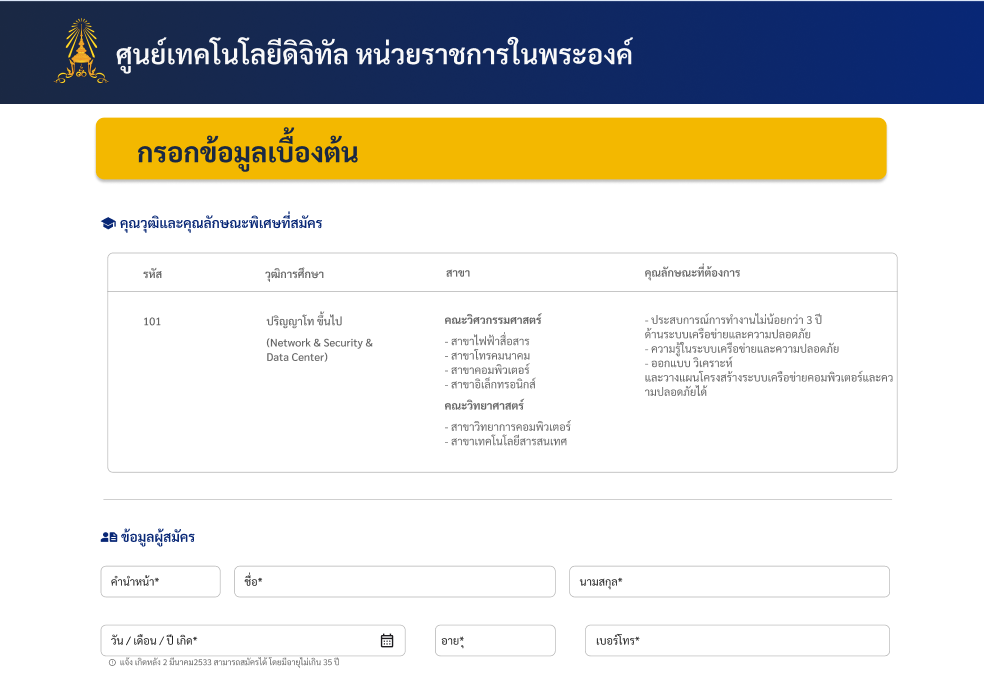 ศูนย์เทคโนโลยีดิจิทัล หน่วยราชการในพระองค์
กรอกข้อมูลเบื้องต้น
คุณวุฒิและคุณลักษณะพิเศษที่สมัคร
รหัส วุฒิการศึกษา สาขา คุณลักษณะที่ต้องการ
101
ปริญญาโท ขึ้นไป
(Network & Security &
Data Center)
คณะวิศวกรรมศาสตร์
- สาขาไฟฟ้าสื่อสาร
- สาขาโทรคมนาคม
- สาขาคอมพิวเตอร์
- สาขาอิเล็กทรอนิกส์
คณะวิทยาศาสตร์
- สาขาวิทยาการคอมพิวเตอร์
- สาขาเทคโนโลยีสารสนเทศ
- ประสบการณ์การทำงานไม่น้อยกว่า 3 ปี
ด้านระบบเครือข่ายและความปลอดภัย
- ความรู้ในระบบเครือข่ายและความปลอดภัย
- ออกแบบ วิเคราะห์
และวางแผนโครงสร้างระบบเครือข่ายคอมพิวเตอร์และคว
ามปลอดภัยได้
ข้อมูลผู้สมัคร
คำนำหน้า* ชื่อ* นามสกุล*
วัน / เดือน / ปี เกิด* อายุ* เบอร์โทร*
แจ้ง เกิดหลัง 2 มีนาคม2533 สามารถสมัครได้ โดยมีอายุไม่เกิน 35 ปี